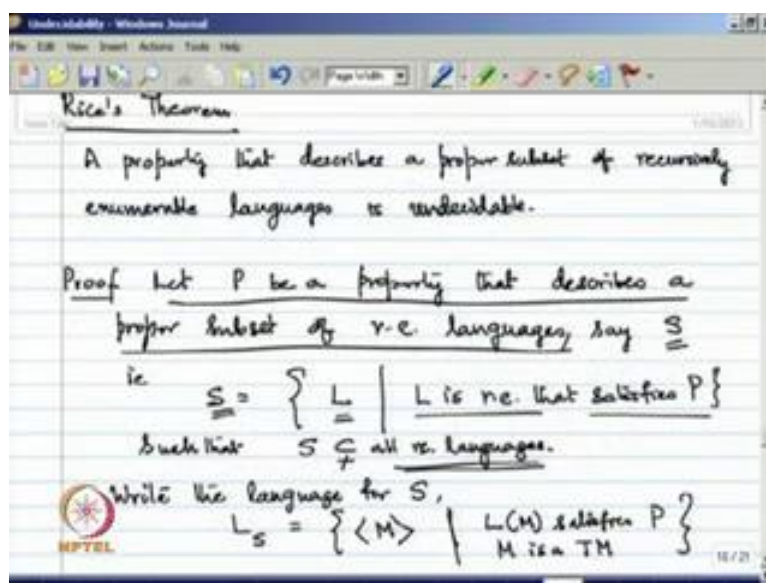 Undecidability - Windows Journal
File Edit View Insert Actions Tools Help
Page Width
Rice's Theorem
A property that describes a proper subset of recursively
enumerable languages is undecidable.
Proof Let P be a property that describes a
proper subset of r.e. languages, say S
ie
S = { L | L is r.e. that satisfies P }
Such that S ⊊ all r.e. languages.
Write the language for S,
L_S = { <M> | L(M) satisfies P
M is a TM }
NPTEL
18/21